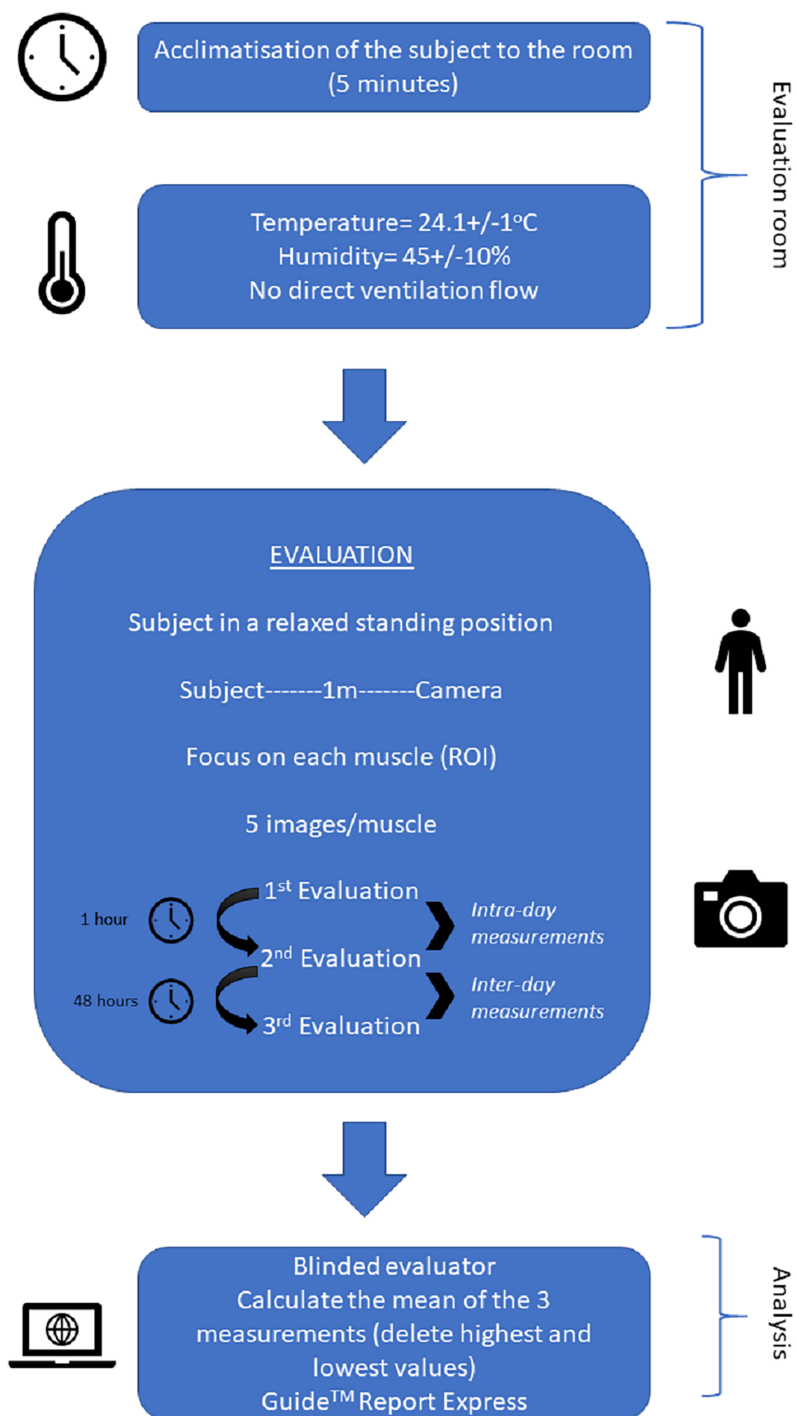 Acclimatisation of the subject to the room
(5 minutes)
Temperature= 24.1+/-1ºC
Humidity= 45+/-10%
No direct ventilation flow
Evaluation room
EVALUATION
Subject in a relaxed standing position
Subject-------1m-------Camera
Focus on each muscle (ROI)
5 images/muscle
1st Evaluation
1 hour
Intra-day
measurements
2nd Evaluation
48 hours
Inter-day
measurements
3rd Evaluation
Blinded evaluator
Calculate the mean of the 3
measurements (delete highest and
lowest values)
Guide™ Report Express
Analysis